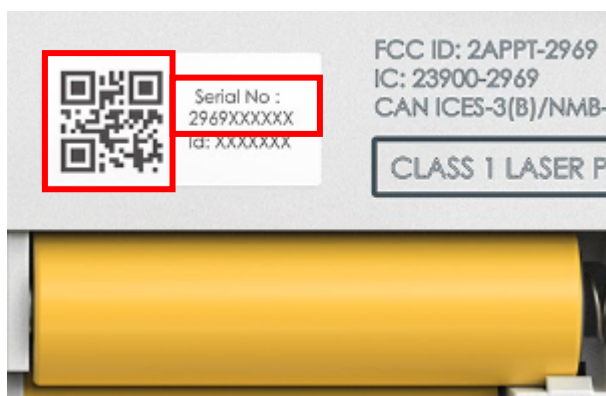 Serial No :
2969XXXXXX
Id: XXXXXXX
FCC ID: 2APPT-2969
IC: 23900-2969
CAN ICES-3(B)/NMB-
CLASS 1 LASER P